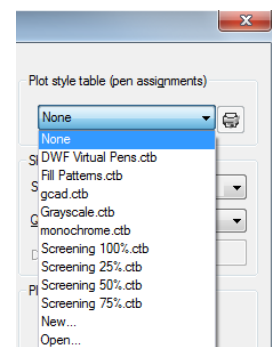 Plot style table (pen assignments)
None
None
DWF Virtual Pens.ctb
Fill Patterns.ctb
gcad.ctb
Grayscale.ctb
monochrome.ctb
Screening 100%.ctb
Screening 25%.ctb
Screening 50%.ctb
Screening 75%.ctb
New...
Open...